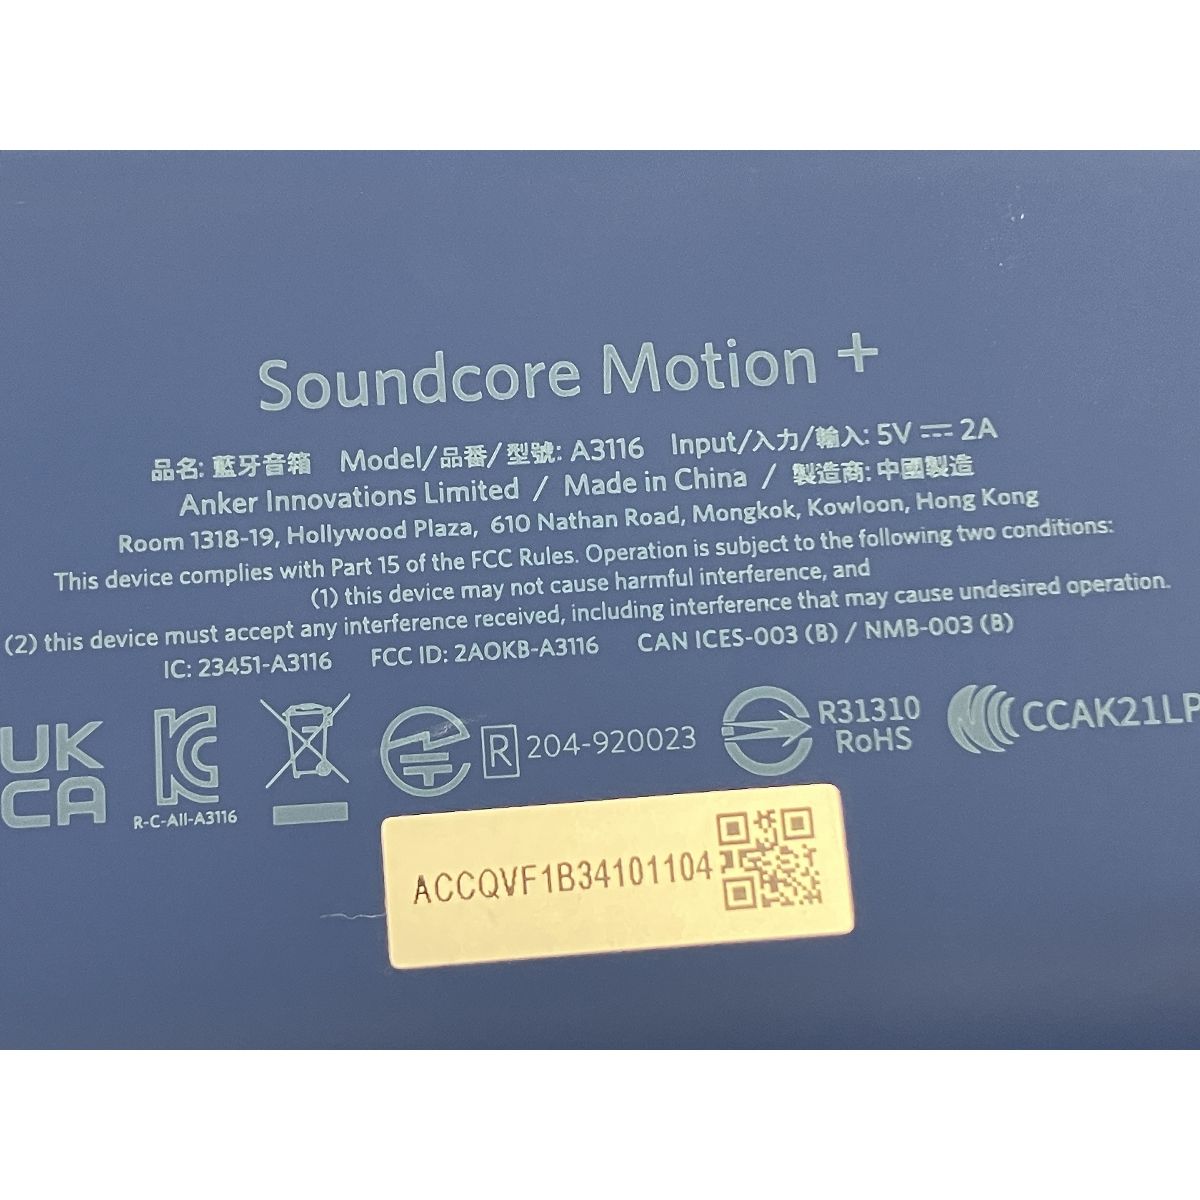 Soundcore Motion +
品名: 藍牙音箱 Model/品番/型號: A3116 Input/入力/輸入: 5V ⎓ 2A
Anker Innovations Limited / Made in China / 製造商: 中國製造
Room 1318-19, Hollywood Plaza, 610 Nathan Road, Mongkok, Kowloon, Hong Kong
This device complies with Part 15 of the FCC Rules. Operation is subject to the following two conditions:
(1) this device may not cause harmful interference, and
(2) this device must accept any interference received, including interference that may cause undesired operation.
IC: 23451-A3116 FCC ID: 2AOKB-A3116 CAN ICES-003 (B) / NMB-003 (B)
UK
CA
R-C-AII-A3116
R 204-920023
R31310
RoHS
CCAK21LP
ACCQVF1B34101104